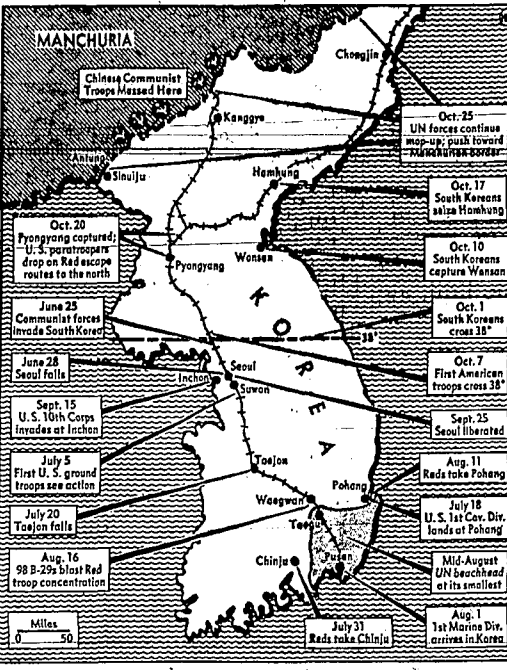 MANCHURIA
Chinese Communist
Troops Massed Here
Chongjin
Kanggye
Antung
Sinuiju
Hamhung
Oct. 25
UN forces continue
mop-up; push toward
Manchurian border
Oct. 17
South Koreans
seize Hamhung
Oct. 20
Pyongyang captured;
U.S. paratroopers
drop on Red escape
routes to the north
Pyongyang
Wonsan
Oct. 10
South Koreans
capture Wonsan
KOREA
June 25
Communist forces
invade South Korea
Oct. 1
South Koreans
cross 38°
38°
June 28
Seoul falls
Inchon
Seoul
Suwon
Oct. 7
First American
troops cross 38°
Sept. 15
U.S. 10th Corps
invades at Inchon
Sept. 25
Seoul liberated
July 5
First U.S. ground
troops see action
Taejon
Aug. 11
Reds take Pohang
Pohang
July 20
Taejon falls
Waegwan
Taegu
July 18
U.S. 1st Cav. Div.
lands at Pohang
Aug. 16
98 B-29s blast Red
troop concentration
Chinju
Pusan
Mid-August
UN beachhead
at its smallest
Miles
0 50
July 31
Reds take Chinju
Aug. 1
1st Marine Div.
arrives in Korea